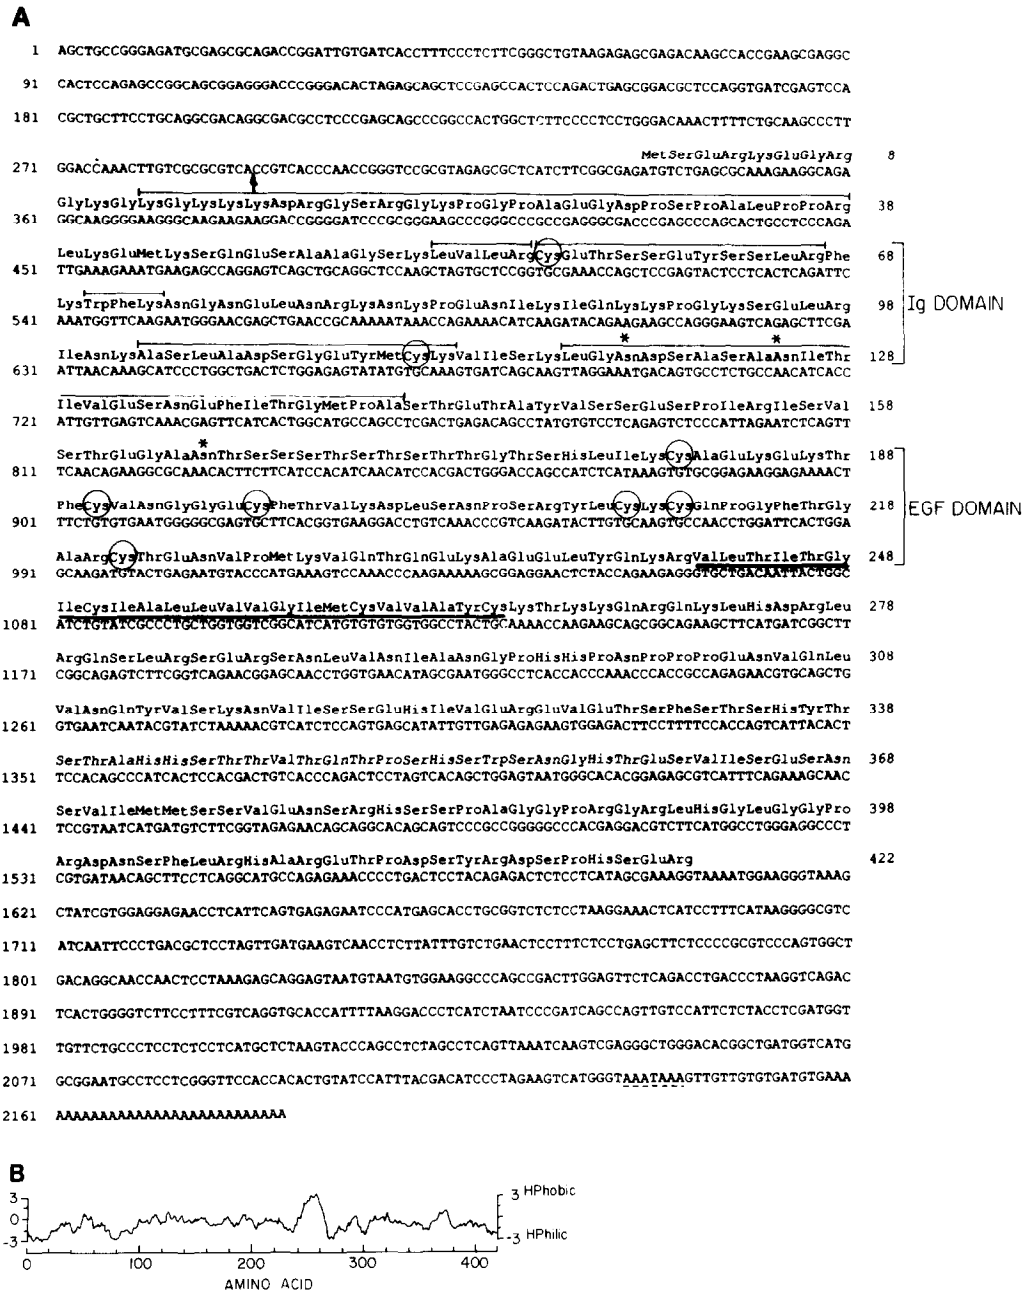 A
1 AGCTGCCGGGAGATGCGAGCGCAGACCGGATTGTGATCACCTTTCCCTCTTCGGGCTGTAAGAGAGCGAGACAAGCCACCGAAGCGAGGC
91 CACTCCAGAGCCGGCAGCGGAGGGACCCGGGACACTAGAGCAGCTCCGAGCCACTCCAGACTGAGCGGACGCTCCAGGTGATCGAGTCCA
181 CGCTGCTTCCTGCAGGCGACAGGCGACGCCTCCCGAGCAGCCCGGCCACTGGCTCTTCCCCTCCTGGGACAAACTTTTCTGCAAGCCCTT
MetSerGluArgLysGluGlyArg 8
271 GGACCAAACTTGTCGCGCGTCACCGTCACCCAACCGGGTCCGCGTAGAGCGCTCATCTTCGGCGAGATGTCTGAGCGCAAAGAAGGCAGA
GlyLysGlyLysGlyLysLysLysAspArgGlySerArgGlyLysProGlyProAlaGluGlyAspProSerProAlaLeuProProArg 38
361 GGCAAGGGGAAGGGCAAGAAGAAGGACCGGGGATCCCGCGGGAAGCCCGGGCCCGCCGAGGGCGACCCGAGCCCAGCACTGCCTCCCAGA
LeuLysGluMetLysSerGlnGluSerAlaAlaGlySerLysLeuValLeuArgCysGluThrSerSerGluTyrSerSerLeuArgPhe 68
451 TTGAAAGAAATGAAGAGCCAGGAGTCAGCTGCAGGCTCCAAGCTAGTGCTCCGGTGCGAAACCAGCTCCGAGTACTCCTCACTCAGATTC
LysTrpPheLysAsnGlyAsnGluLeuAsnArgLysAsnLysProGluAsnIleLysIleGlnLysLysProGlyLysSerGluLeuArg 98
541 AAATGGTTCAAGAATGGGAACGAGCTGAACCGCAAAAATAAACCAGAAAACATCAAGATACAGAAGAAGCCAGGGAAGTCAGAGCTTCGA
Ig DOMAIN
* *
IleAsnLysAlaSerLeuAlaAspSerGlyGluTyrMetCysLysValIleSerLysLeuGlyAsnAspSerAlaSerAlaAsnIleThr 128
631 ATTAACAAAGCATCCCTGGCTGACTCTGGAGAGTATATGTGCAAAGTGATCAGCAAGTTAGGAAATGACAGTGCCTCTGCCAACATCACC
IleValGluSerAsnGluPheIleThrGlyMetProAlaSerThrGluThrAlaTyrValSerSerGluSerProIleArgIleSerVal 158
721 ATTGTTGAGTCAAACGAGTTCATCACTGGCATGCCAGCCTCGACTGAGACAGCCTATGTGTCCTCAGAGTCTCCCATTAGAATCTCAGTT
*
SerThrGluGlyAlaAsnThrSerSerSerThrSerThrSerThrThrGlyThrSerHisLeuIleLysCysAlaGluLysGluLysThr 188
811 TCAACAGAAGGCGCAAACACTTCTTCATCCACATCAACATCCACGACTGGGACCAGCCATCTCATAAAGTGTGCGGAGAAGGAGAAAACT
PheCysValAsnGlyGlyGluCysPheThrValLysAspLeuSerAsnProSerArgTyrLeuCysLysCysGlnProGlyPheThrGly 218
901 TTCTGTGTGAATGGGGGCGAGTGCTTCACGGTGAAGGACCTGTCAAACCCGTCAAGATACTTGTGCAAGTGCCAACCTGGATTCACTGGA
EGF DOMAIN
AlaArgCysThrGluAsnValProMetLysValGlnThrGlnGluLysAlaGluGluLeuTyrGlnLysArgValLeuThrIleThrGly 248
991 GCAAGATGTACTGAGAATGTACCCATGAAAGTCCAAACCCAAGAAAAAGCGGAGGAACTCTACCAGAAGAGGGTGCTGACAATTACTGGC
IleCysIleAlaLeuLeuValValGlyIleMetCysValValAlaTyrCysLysThrLysLysGlnArgGlnLysLeuHisAspArgLeu 278
1081 ATCTGTATCGCCCTGCTGGTGGTCGGCATCATGTGTGTGGTGGCCTACTGCAAAACCAAGAAGCAGCGGCAGAAGCTTCATGATCGGCTT
ArgGlnSerLeuArgSerGluArgSerAsnLeuValAsnIleAlaAsnGlyProHisHisProAsnProProProGluAsnValGlnLeu 308
1171 CGGCAGAGTCTTCGGTCAGAACGGAGCAACCTGGTGAACATAGCGAATGGGCCTCACCACCCAAACCCACCGCCAGAGAACGTGCAGCTG
ValAsnGlnTyrValSerLysAsnValIleSerSerGluHisIleValGluArgGluValGluThrSerPheSerThrSerHisTyrThr 338
1261 GTGAATCAATACGTATCTAAAAACGTCATCTCCAGTGAGCATATTGTTGAGAGAGAAGTGGAGACTTCCTTTTCCACCAGTCATTACACT
SerThrAlaHisHisSerThrThrValThrGlnThrProSerHisSerTrpSerAsnGlyHisThrGluSerValIleSerGluSerAsn 368
1351 TCCACAGCCCATCACTCCACGACTGTCACCCAGACTCCTAGTCACAGCTGGAGTAATGGGCACACGGAGAGCGTCATTTCAGAAAGCAAC
SerValIleMetMetSerSerValGluAsnSerArgHisSerSerProAlaGlyGlyProArgGlyArgLeuHisGlyLeuGlyGlyPro 398
1441 TCCGTAATCATGATGTCTTCGGTAGAGAACAGCAGGCACAGCAGTCCCGCCGGGGGCCCACGAGGACGTCTTCATGGCCTGGGAGGCCCT
ArgAspAsnSerPheLeuArgHisAlaArgGluThrProAspSerTyrArgAspSerProHisSerGluArg 422
1531 CGTGATAACAGCTTCCTCAGGCATGCCAGAGAAACCCCTGACTCCTACAGAGACTCTCCTCATAGCGAAAGGTAAAATGGAAGGGTAAAG
1621 CTATCGTGGAGGAGAACCTCATTCAGTGAGAGAATCCCATGAGCACCTGCGGTCTCTCCTAAGGAAACTCATCCTTTCATAAGGGGCGTC
1711 ATCAATTCCCTGACGCTCCTAGTTGATGAAGTCAACCTCTTATTTGTCTGAACTCCTTTCTCCTGAGCTTCTCCCCGCGTCCCAGTGGCT
1801 GACAGGCAACCAACTCCTAAAGAGCAGGAGTAATGTAATGTGGAAGGCCCAGCCGACTTGGAGTTCTCAGACCTGACCCTAAGGTCAGAC
1891 TCACTGGGGTCTTCCTTTCGTCAGGTGCACCATTTTAAGGACCCTCATCTAATCCCGATCAGCCAGTTGTCCATTCTCTACCTCGATGGT
1981 TGTTCTGCCCTCCTCTCCTCATGCTCTAAGTACCCAGCCTCTAGCCTCAGTTAAATCAAGTCGAGGGCTGGGACACGGCTGATGGTCATG
2071 GCGGAATGCCTCCTCGGGTTCCACCACACTGTATCCATTTACGACATCCCTAGAAGTCATGGGTAAATAAAGTTGTTGTGTGATGTGAAA
2161 AAAAAAAAAAAAAAAAAAAAAAAAAA
B
3 3 HPhobic
0
-3 -3 HPhilic
0 100 200 300 400
AMINO ACID